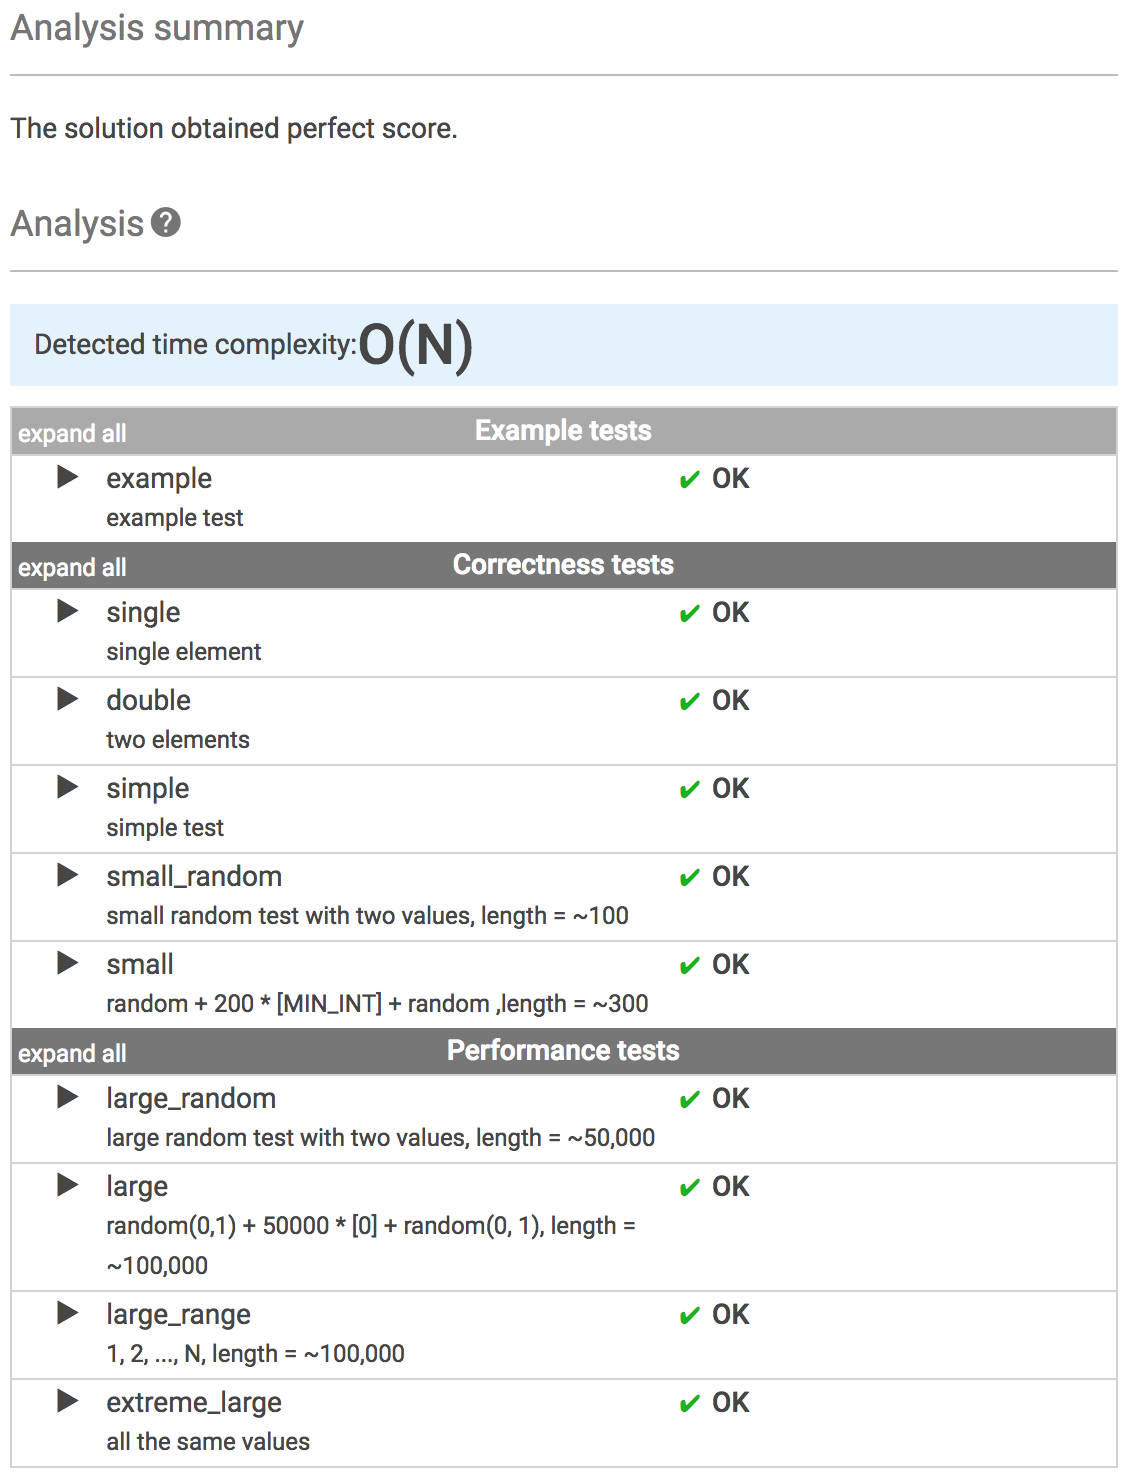 Analysis summary
The solution obtained perfect score.
Analysis ?
Detected time complexity: O(N)
expand all Example tests
example ✔ OK
example test
expand all Correctness tests
single ✔ OK
single element
double ✔ OK
two elements
simple ✔ OK
simple test
small_random ✔ OK
small random test with two values, length = ~100
small ✔ OK
random + 200 * [MIN_INT] + random ,length = ~300
expand all Performance tests
large_random ✔ OK
large random test with two values, length = ~50,000
large ✔ OK
random(0,1) + 50000 * [0] + random(0, 1), length =
~100,000
large_range ✔ OK
1, 2, ..., N, length = ~100,000
extreme_large ✔ OK
all the same values